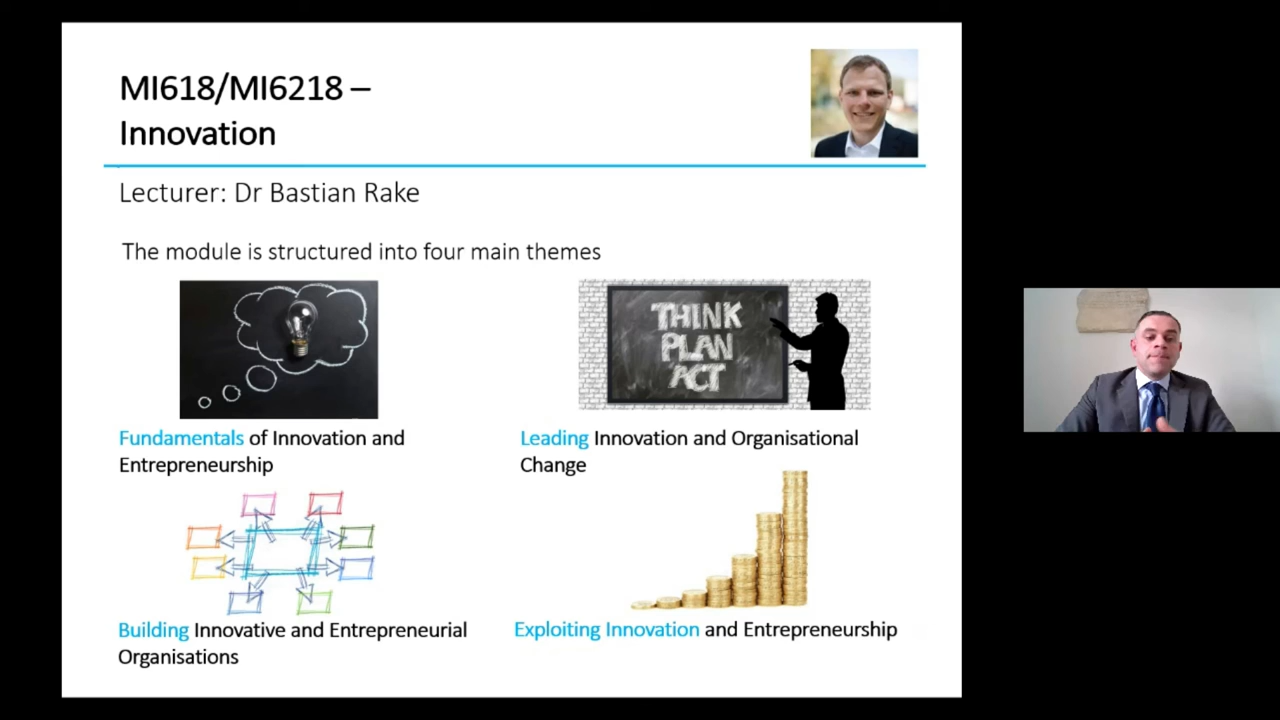 MI618/MI6218 –
Innovation
Lecturer: Dr Bastian Rake
The module is structured into four main themes
THINK
PLAN
ACT
Fundamentals of Innovation and
Entrepreneurship
Leading Innovation and Organisational
Change
Building Innovative and Entrepreneurial
Organisations
Exploiting Innovation and Entrepreneurship